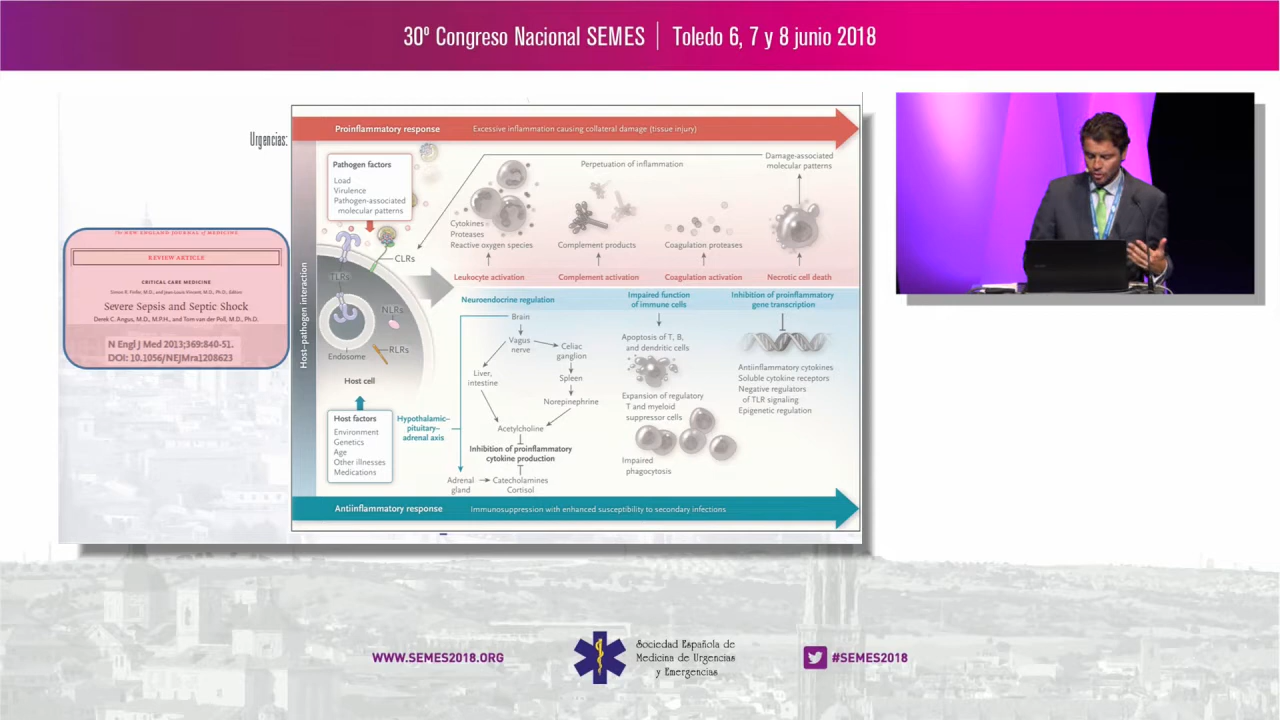 30º Congreso Nacional SEMES | Toledo 6, 7 y 8 junio 2018
Urgencias:
The NEW ENGLAND JOURNAL of MEDICINE
REVIEW ARTICLE
CRITICAL CARE MEDICINE
Simon R. Finfer, M.D., and Jean-Louis Vincent, M.D., Ph.D., Editors
Severe Sepsis and Septic Shock
Derek C. Angus, M.D., M.P.H., and Tom van der Poll, M.D., Ph.D.
N Engl J Med 2013;369:840-51.
DOI: 10.1056/NEJMra1208623
Proinflammatory response
Excessive inflammation causing collateral damage (tissue injury)
Host–pathogen interaction
Pathogen factors
Load
Virulence
Pathogen-associated
molecular patterns
TLRs
CLRs
NLRs
RLRs
Endosome
Host cell
Host factors
Environment
Genetics
Age
Other illnesses
Medications
Perpetuation of inflammation
Damage-associated
molecular patterns
Cytokines
Proteases
Reactive oxygen species
Complement products
Coagulation proteases
Leukocyte activation
Complement activation
Coagulation activation
Necrotic cell death
Neuroendocrine regulation
Brain
Vagus
nerve
Celiac
ganglion
Liver,
intestine
Spleen
Norepinephrine
Acetylcholine
Hypothalamic–
pituitary–
adrenal axis
Inhibition of proinflammatory
cytokine production
Adrenal
gland
Catecholamines
Cortisol
Impaired function
of immune cells
Apoptosis of T, B,
and dendritic cells
Expansion of regulatory
T and myeloid
suppressor cells
Impaired
phagocytosis
Inhibition of proinflammatory
gene transcription
Antiinflammatory cytokines
Soluble cytokine receptors
Negative regulators
of TLR signaling
Epigenetic regulation
Antiinflammatory response
Immunosuppression with enhanced susceptibility to secondary infections
WWW.SEMES2018.ORG
Sociedad Española de
Medicina de Urgencias
y Emergencias
#SEMES2018